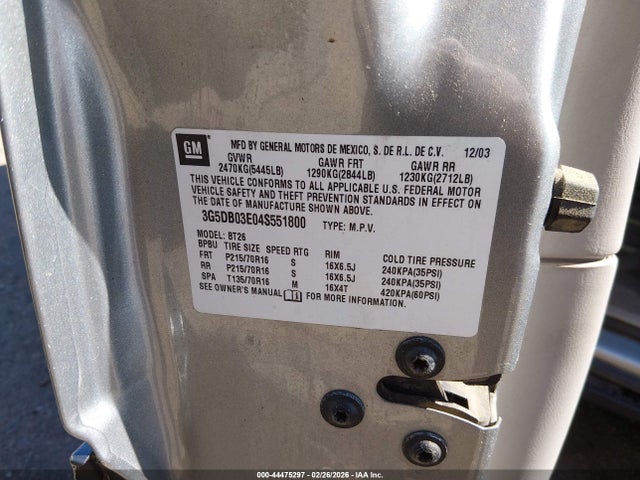 GM
MFD BY GENERAL MOTORS DE MEXICO, S. DE R.L. DE C.V. 12/03
GVWR GAWR FRT GAWR RR
2470KG(5445LB) 1290KG(2844LB) 1230KG(2712LB)
THIS VEHICLE CONFORMS TO ALL APPLICABLE U.S. FEDERAL MOTOR
VEHICLE SAFETY AND THEFT PREVENTION STANDARDS IN EFFECT ON
THE DATE OF MANUFACTURE SHOWN ABOVE.
3G5DB03E04S551800 TYPE: M.P.V.
MODEL: BT26
BPBU TIRE SIZE SPEED RTG RIM COLD TIRE PRESSURE
FRT P215/70R16 S 16X6.5J 240KPA(35PSI)
RR P215/70R16 S 16X6.5J 240KPA(35PSI)
SPA T135/70R16 M 16X4T 420KPA(60PSI)
SEE OWNER'S MANUAL FOR MORE INFORMATION.
000-44475297 - 02/26/2026 - IAA Inc.